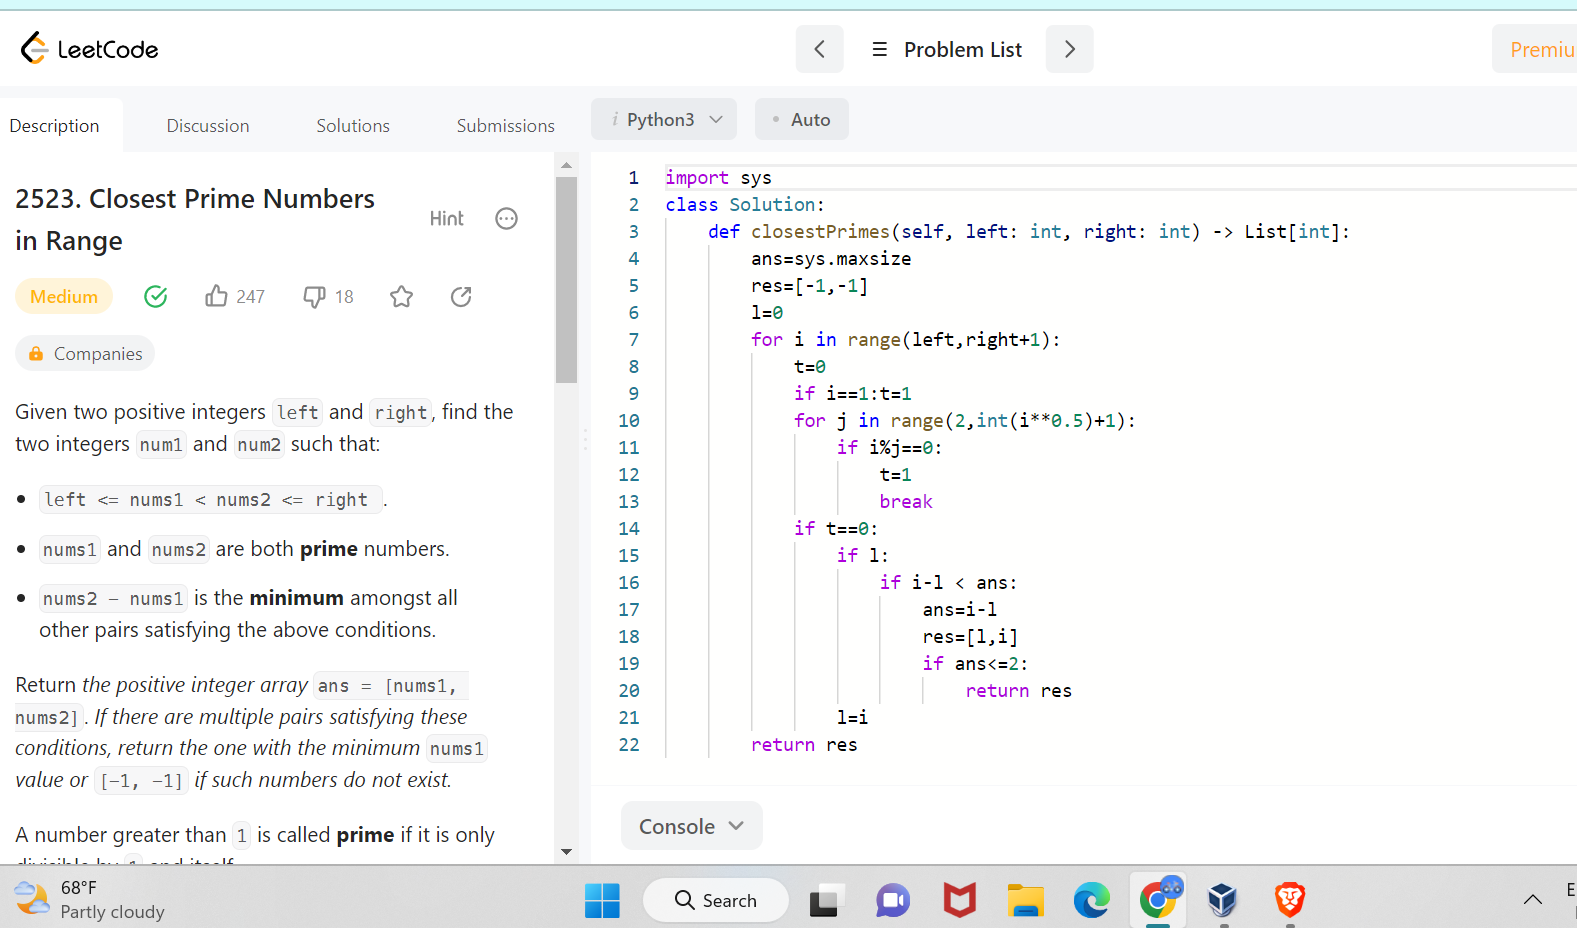 LeetCode
Problem List
Premiu
Description
Discussion
Solutions
Submissions
i Python3
• Auto
2523. Closest Prime Numbers
in Range
Hint
Medium
247
18
Companies
Given two positive integers left and right, find the
two integers num1 and num2 such that:
• left <= nums1 < nums2 <= right .
• nums1 and nums2 are both prime numbers.
• nums2 - nums1 is the minimum amongst all
other pairs satisfying the above conditions.
Return the positive integer array ans = [nums1,
nums2]. If there are multiple pairs satisfying these
conditions, return the one with the minimum nums1
value or [-1, -1] if such numbers do not exist.
A number greater than 1 is called prime if it is only
divisible by 1 and itself
1 import sys
2 class Solution:
3     def closestPrimes(self, left: int, right: int) -> List[int]:
4         ans=sys.maxsize
5         res=[-1,-1]
6         l=0
7         for i in range(left,right+1):
8             t=0
9             if i==1:t=1
10             for j in range(2,int(i**0.5)+1):
11                 if i%j==0:
12                     t=1
13                     break
14             if t==0:
15                 if l:
16                     if i-l < ans:
17                         ans=i-l
18                         res=[l,i]
19                         if ans<=2:
20                             return res
21                 l=i
22         return res
Console
68°F
Partly cloudy
Search